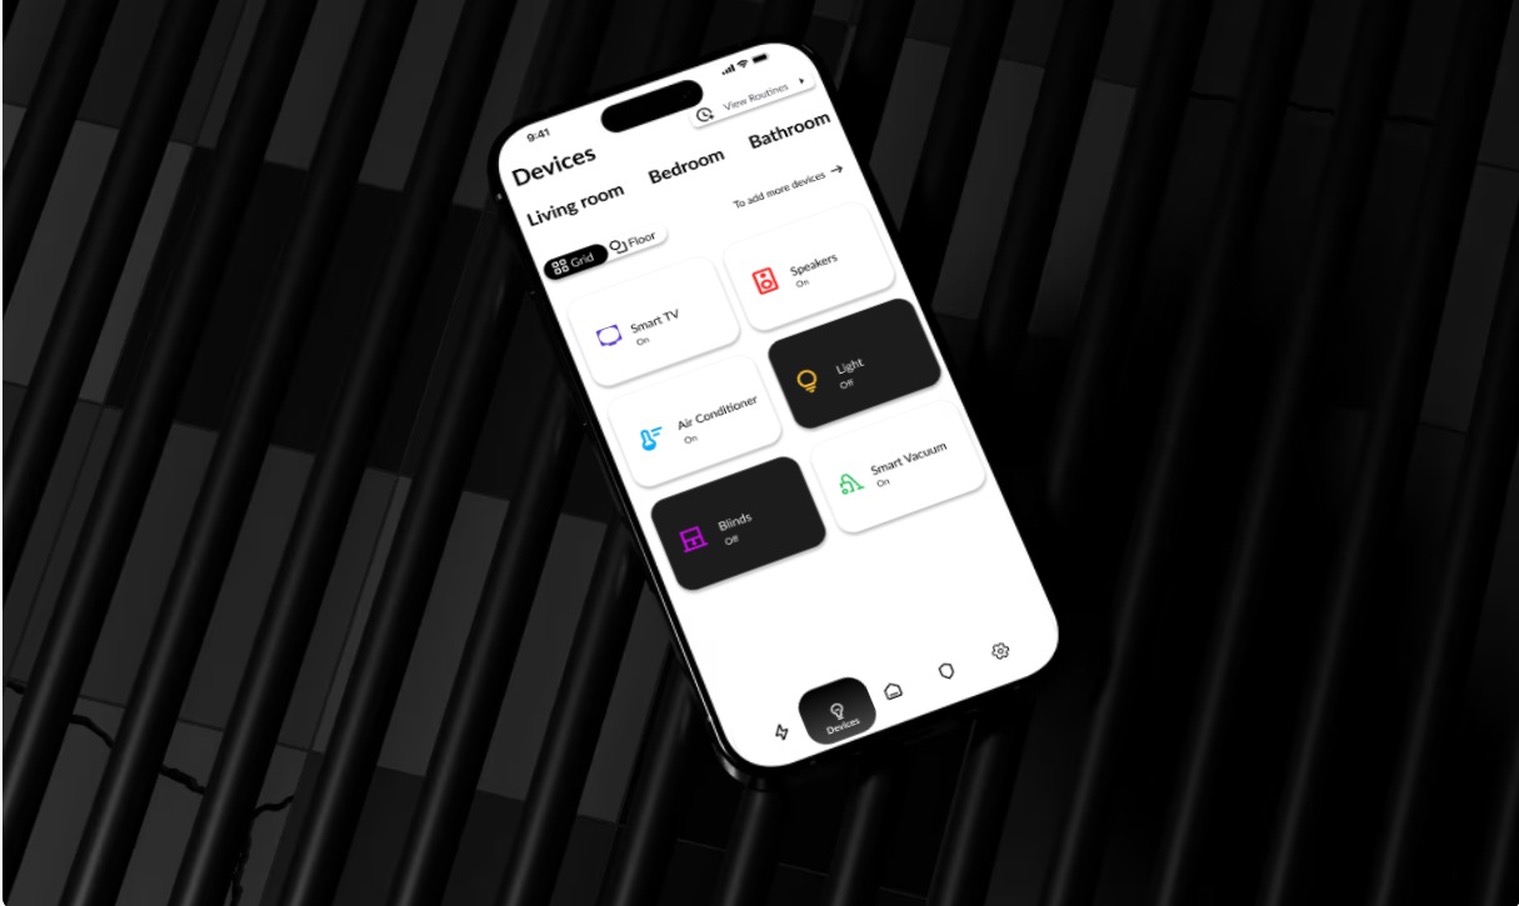 9:41
View Routines
Devices
Living room Bedroom Bathroom
To add more devices
Grid Floor
Smart TV
On
Speakers
On
Air Conditioner
On
Light
Off
Blinds
Off
Smart Vacuum
On
Devices